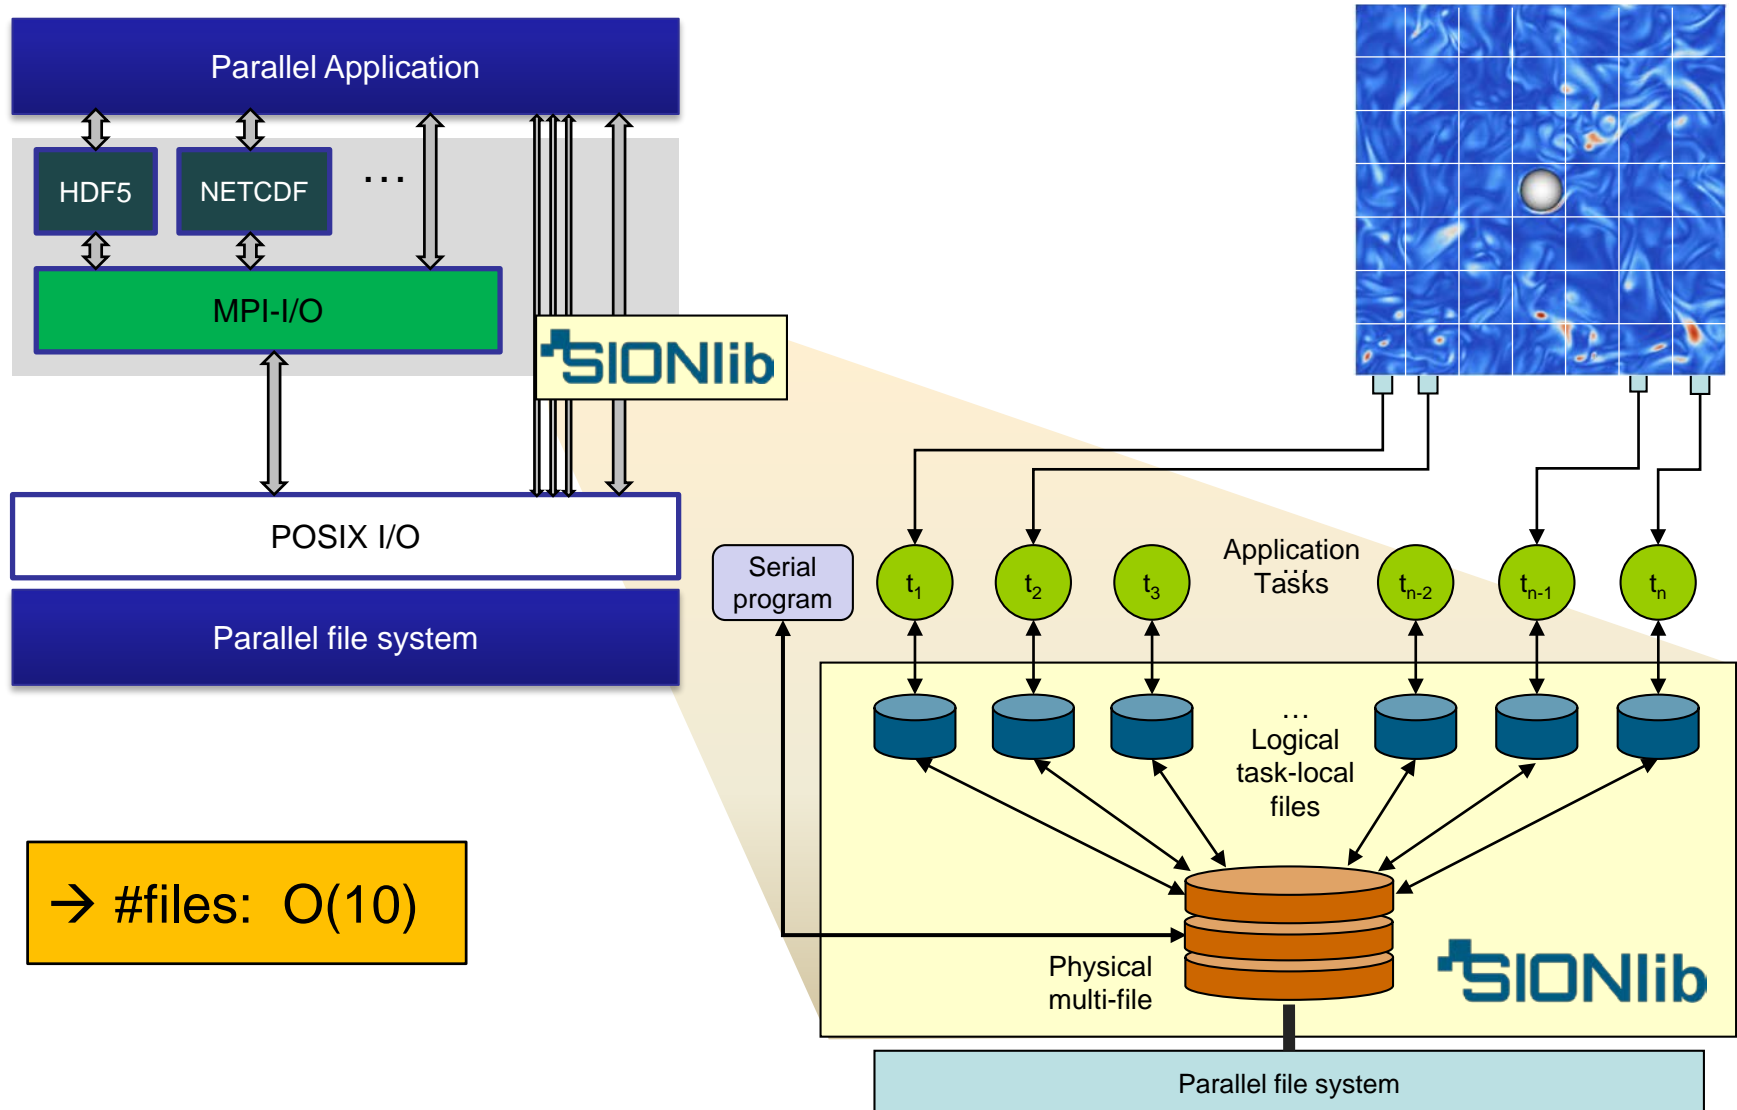 Parallel Application
HDF5
NETCDF
...
MPI-I/O
SIONlib
POSIX I/O
Parallel file system
→ #files: O(10)
Serial
program
t1
t2
t3
Application
...
Tasks
tn-2
tn-1
tn
...
Logical
task-local
files
Physical
multi-file
SIONlib
Parallel file system